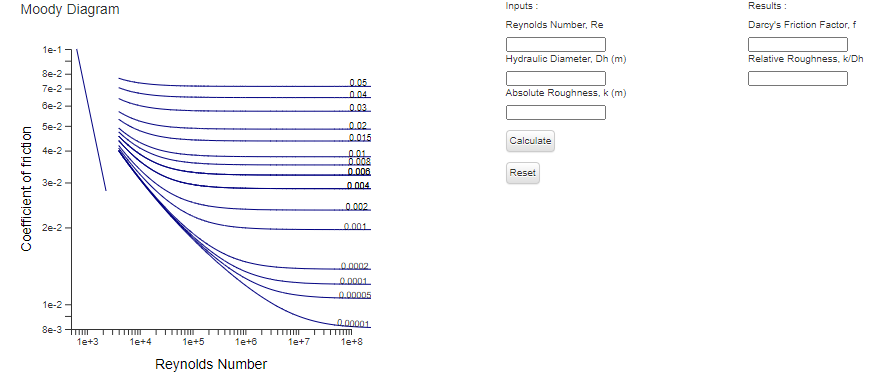 Moody Diagram
Coefficient of friction
1e-1
8e-2
7e-2
6e-2
5e-2
4e-2
3e-2
2e-2
1e-2
8e-3
0.05
0.04
0.03
0.02
0.015
0.01
0.008
0.006
0.004
0.002
0.001
0.0002
0.0001
0.00005
0.00001
1e+3 1e+4 1e+5 1e+6 1e+7 1e+8
Reynolds Number
Inputs :
Reynolds Number, Re
Hydraulic Diameter, Dh (m)
Absolute Roughness, k (m)
Calculate
Reset
Results :
Darcy's Friction Factor, f
Relative Roughness, k/Dh